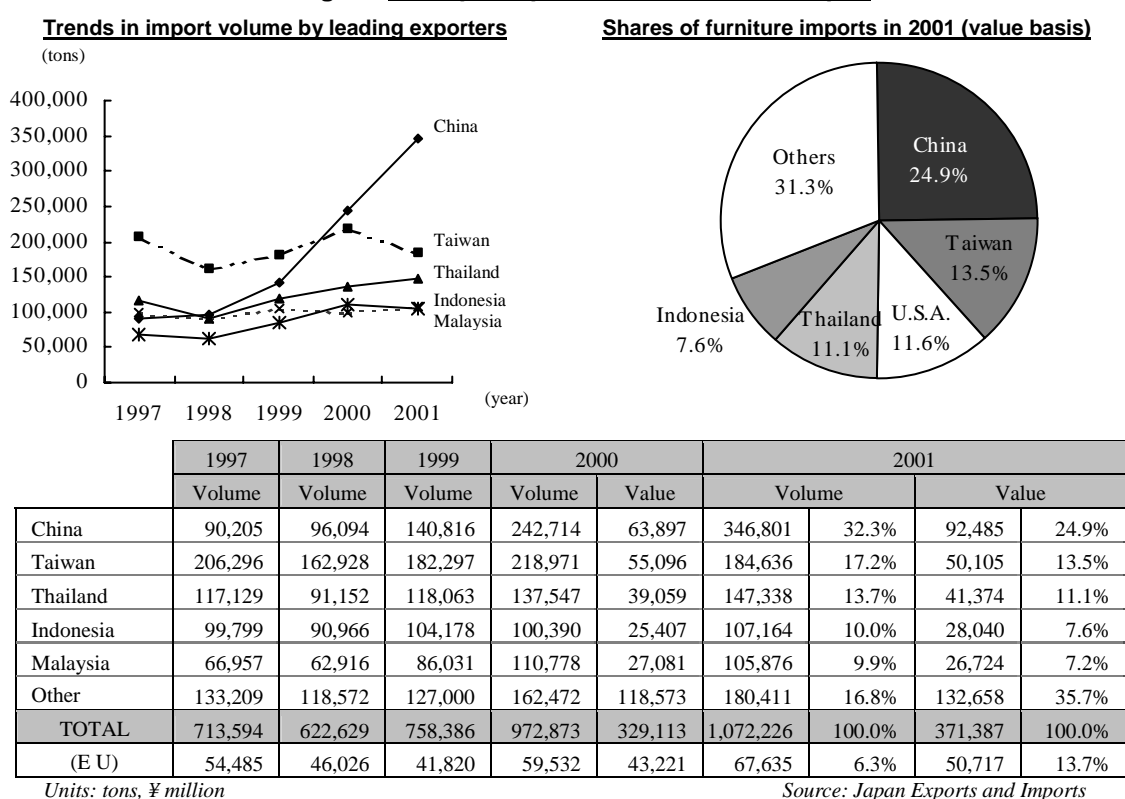 Trends in import volume by leading exporters
(tons)
400,000
350,000
300,000
250,000
200,000
150,000
100,000
50,000
0
China
Taiwan
Thailand
Indonesia
Malaysia
(year)
1997 1998 1999 2000 2001
Shares of furniture imports in 2001 (value basis)
China
24.9%
Taiwan
13.5%
U.S.A.
11.6%
Thailand
11.1%
Indonesia
7.6%
Others
31.3%
1997 1998 1999 2000 2001
Volume Volume Volume Volume Value Volume Value
China 90,205 96,094 140,816 242,714 63,897 346,801 32.3% 92,485 24.9%
Taiwan 206,296 162,928 182,297 218,971 55,096 184,636 17.2% 50,105 13.5%
Thailand 117,129 91,152 118,063 137,547 39,059 147,338 13.7% 41,374 11.1%
Indonesia 99,799 90,966 104,178 100,390 25,407 107,164 10.0% 28,040 7.6%
Malaysia 66,957 62,916 86,031 110,778 27,081 105,876 9.9% 26,724 7.2%
Other 133,209 118,572 127,000 162,472 118,573 180,411 16.8% 132,658 35.7%
TOTAL 713,594 622,629 758,386 972,873 329,113 1,072,226 100.0% 371,387 100.0%
(E U) 54,485 46,026 41,820 59,532 43,221 67,635 6.3% 50,717 13.7%
Units: tons, ¥ million
Source: Japan Exports and Imports